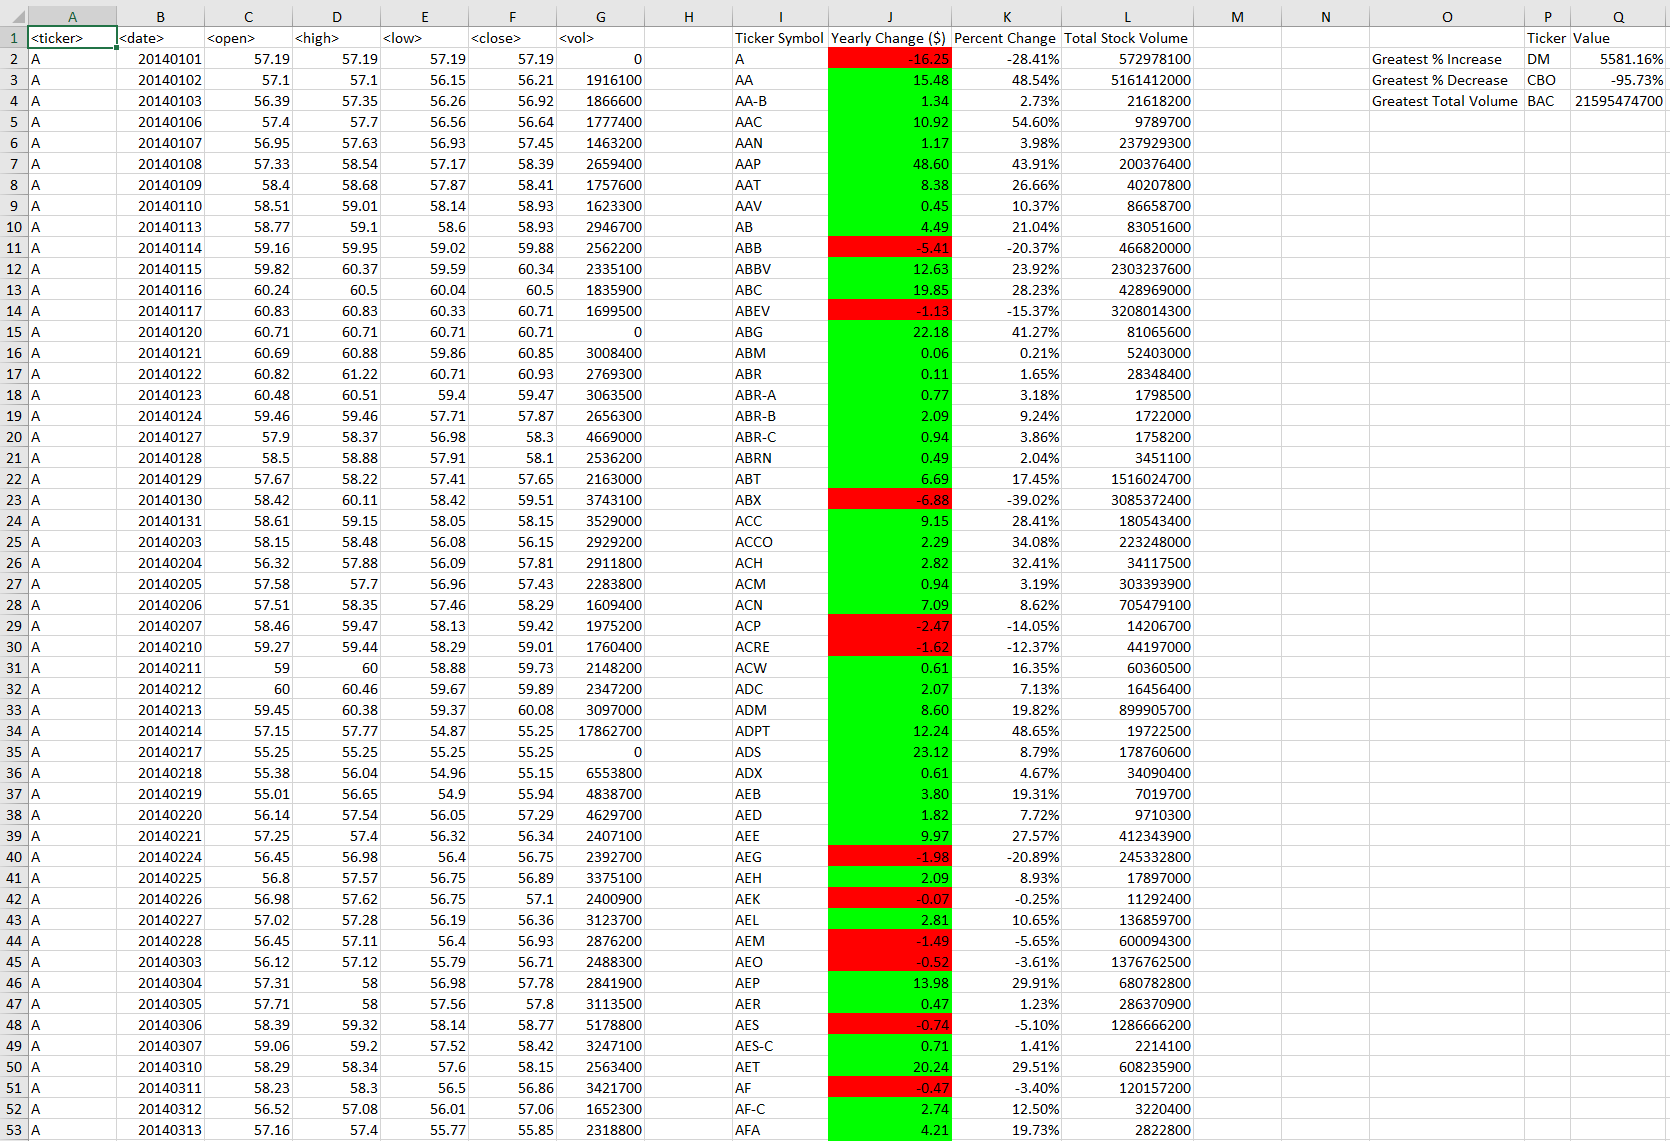 A B C D E F G H I J K L M N O P Q
1 <ticker> <date> <open> <high> <low> <close> <vol> Ticker Symbol Yearly Change ($) Percent Change Total Stock Volume Ticker Value
2 A 20140101 57.19 57.19 57.19 57.19 0 A -16.25 -28.41% 572978100 Greatest % Increase DM 5581.16%
3 A 20140102 57.1 57.1 56.15 56.21 1916100 AA 15.48 48.54% 5161412000 Greatest % Decrease CBO -95.73%
4 A 20140103 56.39 57.35 56.26 56.92 1866600 AA-B 1.34 2.73% 21618200 Greatest Total Volume BAC 21595474700
5 A 20140106 57.4 57.7 56.56 56.64 1777400 AAC 10.92 54.60% 9789700
6 A 20140107 56.95 57.63 56.93 57.45 1463200 AAN 1.17 3.98% 237929300
7 A 20140108 57.33 58.54 57.17 58.39 2659400 AAP 48.60 43.91% 200376400
8 A 20140109 58.4 58.68 57.87 58.41 1757600 AAT 8.38 26.66% 40207800
9 A 20140110 58.51 59.01 58.14 58.93 1623300 AAV 0.45 10.37% 86658700
10 A 20140113 58.77 59.1 58.6 58.93 2946700 AB 4.49 21.04% 83051600
11 A 20140114 59.16 59.95 59.02 59.88 2562200 ABB -5.41 -20.37% 466820000
12 A 20140115 59.82 60.37 59.59 60.34 2335100 ABBV 12.63 23.92% 2303237600
13 A 20140116 60.24 60.5 60.04 60.5 1835900 ABC 19.85 28.23% 428969000
14 A 20140117 60.83 60.83 60.33 60.71 1699500 ABEV -1.13 -15.37% 3208014300
15 A 20140120 60.71 60.71 60.71 60.71 0 ABG 22.18 41.27% 81065600
16 A 20140121 60.69 60.88 59.86 60.85 3008400 ABM 0.06 0.21% 52403000
17 A 20140122 60.82 61.22 60.71 60.93 2769300 ABR 0.11 1.65% 28348400
18 A 20140123 60.48 60.51 59.4 59.47 3063500 ABR-A 0.77 3.18% 1798500
19 A 20140124 59.46 59.46 57.71 57.87 2656300 ABR-B 2.09 9.24% 1722000
20 A 20140127 57.9 58.37 56.98 58.3 4669000 ABR-C 0.94 3.86% 1758200
21 A 20140128 58.5 58.88 57.91 58.1 2536200 ABRN 0.49 2.04% 3451100
22 A 20140129 57.67 58.22 57.41 57.65 2163000 ABT 6.69 17.45% 1516024700
23 A 20140130 58.42 60.11 58.42 59.51 3743100 ABX -6.88 -39.02% 3085372400
24 A 20140131 58.61 59.15 58.05 58.15 3529000 ACC 9.15 28.41% 180543400
25 A 20140203 58.15 58.48 56.08 56.15 2929200 ACCO 2.29 34.08% 223248000
26 A 20140204 56.32 57.88 56.09 57.81 2911800 ACH 2.82 32.41% 34117500
27 A 20140205 57.58 57.7 56.96 57.43 2283800 ACM 0.94 3.19% 303393900
28 A 20140206 57.51 58.35 57.46 58.29 1609400 ACN 7.09 8.62% 705479100
29 A 20140207 58.46 59.47 58.13 59.42 1975200 ACP -2.47 -14.05% 14206700
30 A 20140210 59.27 59.44 58.29 59.01 1760400 ACRE -1.62 -12.37% 44197000
31 A 20140211 59 60 58.88 59.73 2148200 ACW 0.61 16.35% 60360500
32 A 20140212 60 60.46 59.67 59.89 2347200 ADC 2.07 7.13% 16456400
33 A 20140213 59.45 60.38 59.37 60.08 3097000 ADM 8.60 19.82% 899905700
34 A 20140214 57.15 57.77 54.87 55.25 17862700 ADPT 12.24 48.65% 19722500
35 A 20140217 55.25 55.25 55.25 55.25 0 ADS 23.12 8.79% 178760600
36 A 20140218 55.38 56.04 54.96 55.15 6553800 ADX 0.61 4.67% 34090400
37 A 20140219 55.01 56.65 54.9 55.94 4838700 AEB 3.80 19.31% 7019700
38 A 20140220 56.14 57.54 56.05 57.29 4629700 AED 1.82 7.72% 9710300
39 A 20140221 57.25 57.4 56.32 56.34 2407100 AEE 9.97 27.57% 412343900
40 A 20140224 56.45 56.98 56.4 56.75 2392700 AEG -1.98 -20.89% 245332800
41 A 20140225 56.8 57.57 56.75 56.89 3375100 AEH 2.09 8.93% 17897000
42 A 20140226 56.98 57.62 56.75 57.1 2400900 AEK -0.07 -0.25% 11292400
43 A 20140227 57.02 57.28 56.19 56.36 3123700 AEL 2.81 10.65% 136859700
44 A 20140228 56.45 57.11 56.4 56.93 2876200 AEM -1.49 -5.65% 600094300
45 A 20140303 56.12 57.12 55.79 56.71 2488300 AEO -0.52 -3.61% 1376762500
46 A 20140304 57.31 58 56.98 57.78 2841900 AEP 13.98 29.91% 680782800
47 A 20140305 57.71 58 57.56 57.8 3113500 AER 0.47 1.23% 286370900
48 A 20140306 58.39 59.32 58.14 58.77 5178800 AES -0.74 -5.10% 1286666200
49 A 20140307 59.06 59.2 57.52 58.42 3247100 AES-C 0.71 1.41% 2214100
50 A 20140310 58.29 58.34 57.6 58.15 2563400 AET 20.24 29.51% 608235900
51 A 20140311 58.23 58.3 56.5 56.86 3421700 AF -0.47 -3.40% 120157200
52 A 20140312 56.52 57.08 56.01 57.06 1652300 AF-C 2.74 12.50% 3220400
53 A 20140313 57.16 57.4 55.77 55.85 2318800 AFA 4.21 19.73% 2822800